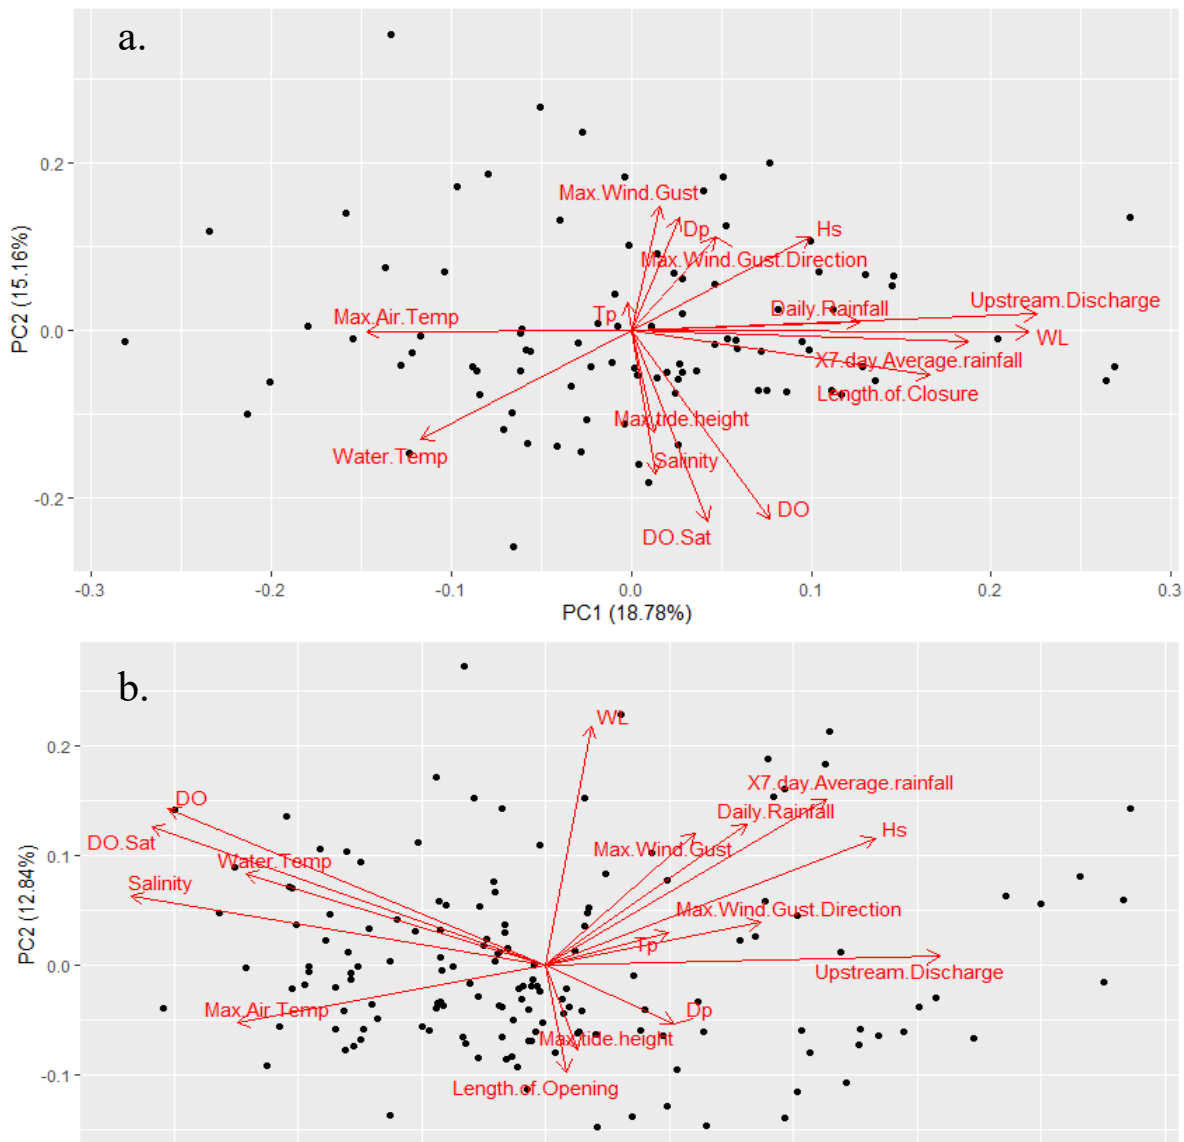 a.
0.2
0.0
-0.2
PC2 (15.16%)
Max.Wind.Gust
Dp
Hs
Max.Wind.Gust.Direction
Tp
Daily.Rainfall
Upstream.Discharge
Max.Air.Temp
WL
X7.day.Average.rainfall
Length.of.Closure
Max.tide.height
Water.Temp
Salinity
DO
DO.Sat
-0.3
-0.2
-0.1
0.0
0.1
0.2
0.3
PC1 (18.78%)
b.
0.2
0.1
0.0
-0.1
PC2 (12.84%)
WL
X7.day.Average.rainfall
DO
Daily.Rainfall
Hs
DO.Sat
Max.Wind.Gust
Water.Temp
Salinity
Max.Wind.Gust.Direction
Tp
Upstream.Discharge
Max.Air.Temp
Dp
Max.tide.height
Length.of.Opening